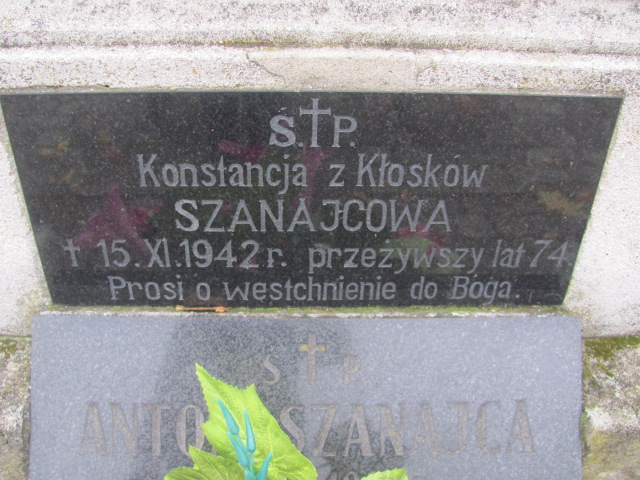 Ś.†P.
Konstancja z Kłosków
SZANAJCOWA
† 15.XI.1942 r. przeżywszy lat 74
Prosi o westchnienie do Boga.
Ś † P
SZANAJCA